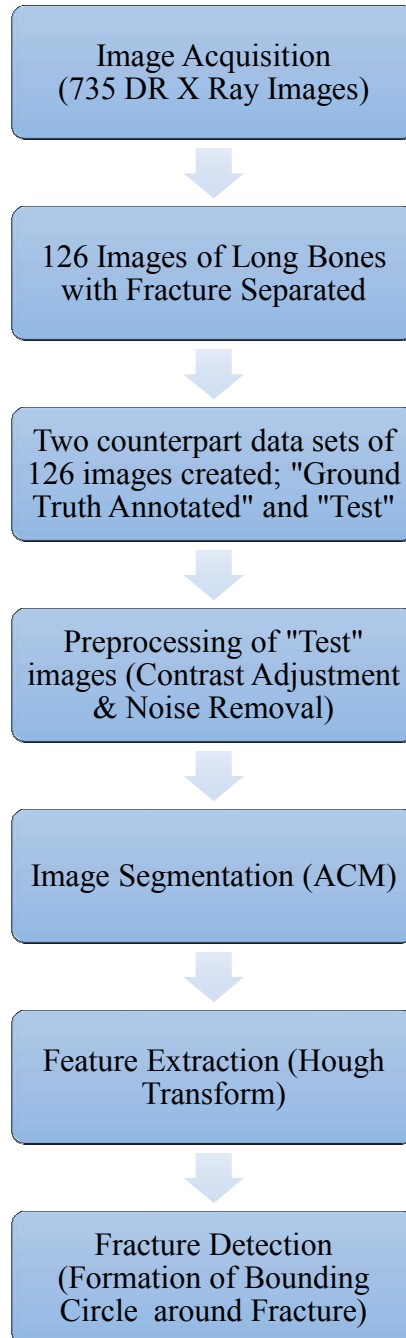 Image Acquisition
(735 DR X Ray Images)
126 Images of Long Bones
with Fracture Separated
Two counterpart data sets of
126 images created; "Ground
Truth Annotated" and "Test"
Preprocessing of "Test"
images (Contrast Adjustment
& Noise Removal)
Image Segmentation (ACM)
Feature Extraction (Hough
Transform)
Fracture Detection
(Formation of Bounding
Circle around Fracture)